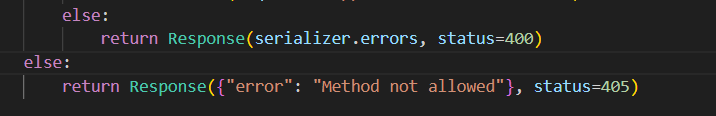 else:
return Response(serializer.errors, status=400)
else:
return Response({"error": "Method not allowed"}, status=405)